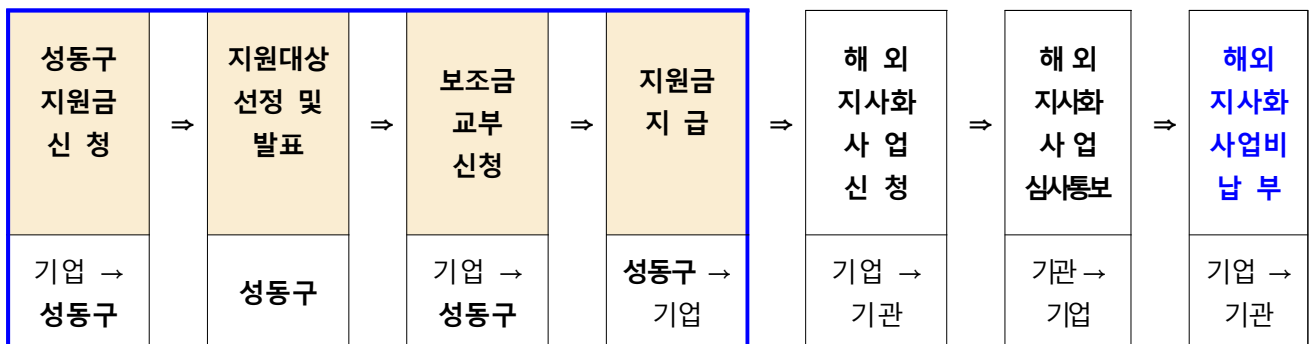 성동구
지원금
신 청
⇒
지원대상
선정 및
발표
⇒
보조금
교부
신청
⇒
지원금
지 급
⇒
해 외
지사화
사 업
신 청
⇒
해 외
지사화
사 업
심사통보
⇒
해외
지사화
사업비
납 부
기업 →
성동구
성동구
기업 →
성동구
성동구 →
기업
기업 →
기관
기관 →
기업
기업 →
기관